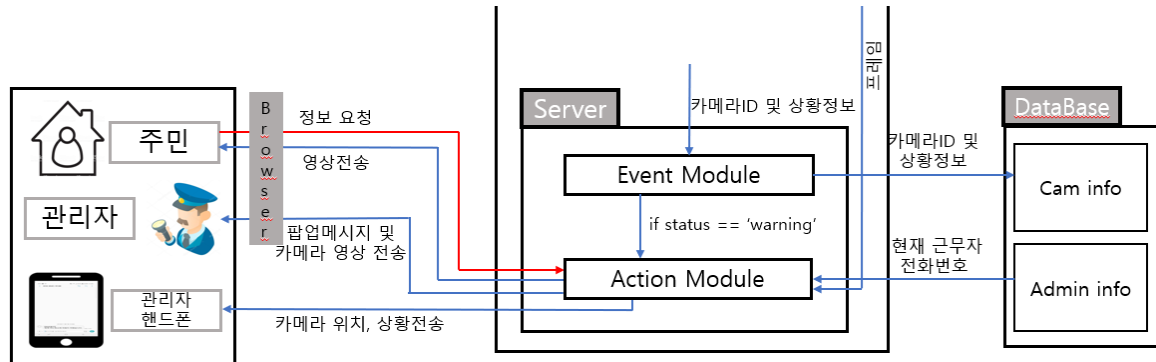 주민
관리자
관리자
핸드폰
Browser
정보 요청
영상전송
팝업메시지 및
카메라 영상 전송
카메라 위치, 상황전송
Server
카메라ID 및 상황정보
프레임
Event Module
if status == ‘warning’
Action Module
카메라ID 및
상황정보
현재 근무자
전화번호
DataBase
Cam info
Admin info